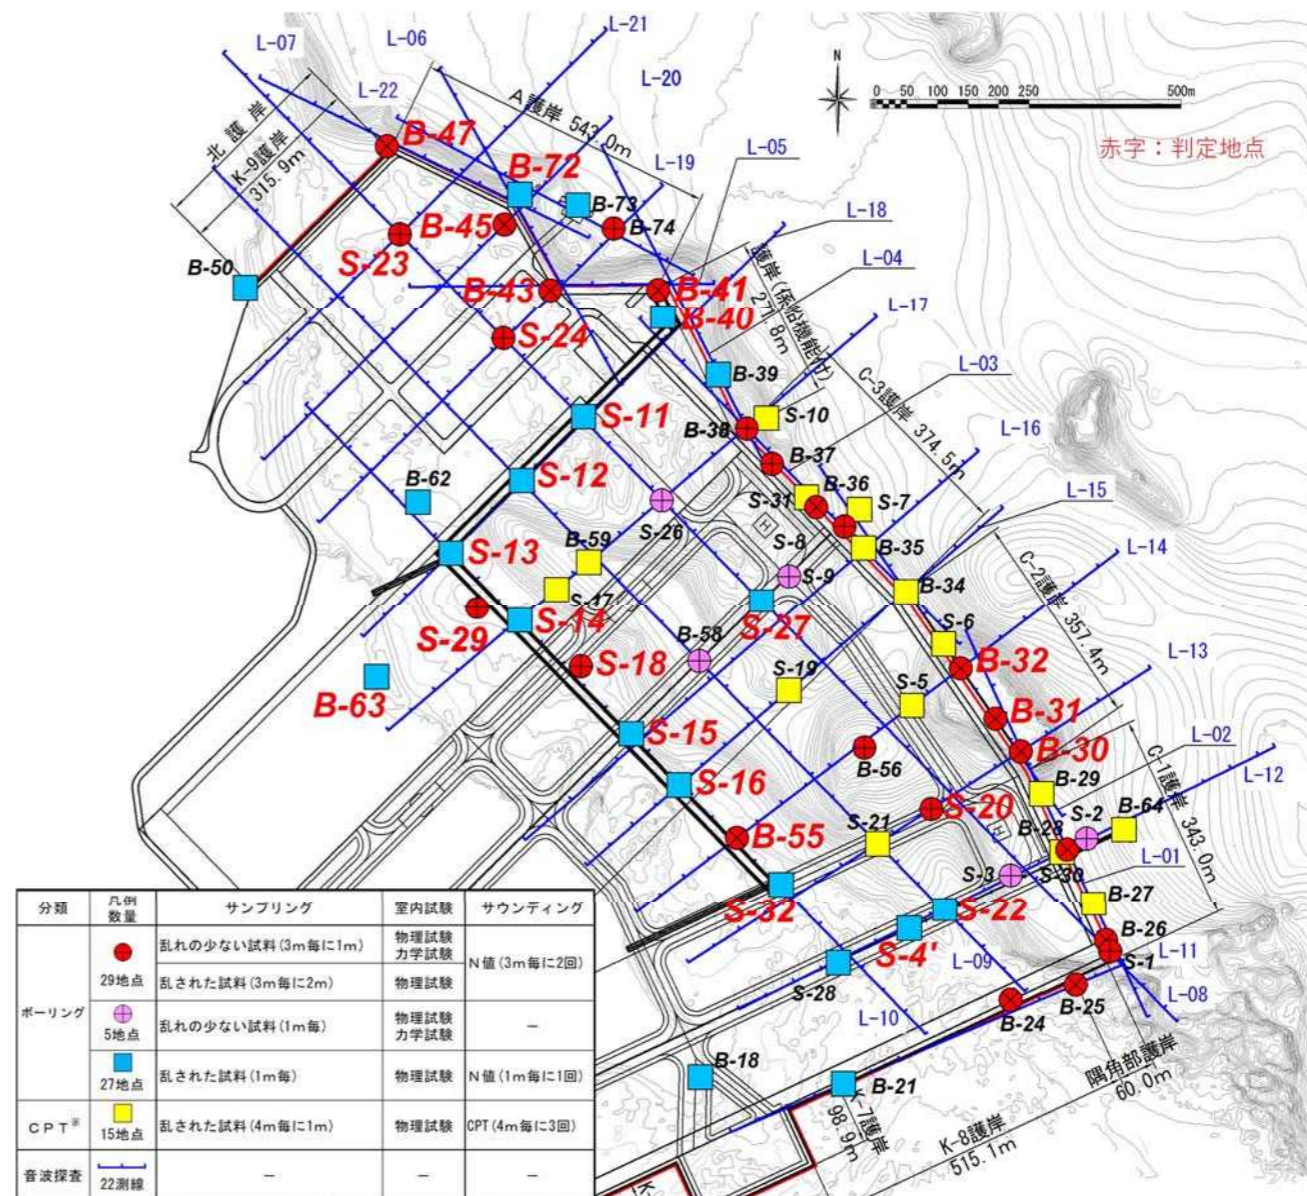 L-07
L-06
L-21
L-22
L-20
A護岸 543.0m
N
0 50 100 150 200 250 500m
赤字：判定地点
北護岸
K-9護岸
315.9m
B-47
B-72
B-73
L-19
L-05
B-45
B-74
S-23
L-18
B-50
B-43
B-41
護岸(係船機能付)
271.8m
L-04
B-40
L-17
S-24
B-39
L-03
S-11
B-38
S-10
C-3護岸 374.5m
B-37
L-16
B-62
S-12
B-36
S-31
S-7
L-15
S-26
S-13
B-59
S-8
B-35
L-14
S-9
C-2護岸 357.4m
S-17
B-34
S-29
S-14
S-27
S-6
B-58
L-13
S-18
B-32
B-63
S-19
S-5
B-31
S-15
B-30
L-02
B-56
C-1護岸 343.0m
L-12
S-16
B-29
S-20
S-2
B-64
B-55
S-21
B-28
S-3
S-30
L-01
S-32
B-27
S-22
B-26
S-4'
L-11
S-1
L-09
S-28
B-25
L-08
B-24
L-10
隅角部護岸
60.0m
B-18
B-21
K-7護岸
98.9m
K-8護岸
515.1m
分類 凡例 数量 サンプリング 室内試験 サウンディング
ボーリング
29地点 乱れの少ない試料(3m毎に1m) 物理試験 力学試験 N値(3m毎に2回)
乱された試料(3m毎に2m) 物理試験
5地点 乱れの少ない試料(1m毎) 物理試験 力学試験 －
27地点 乱された試料(1m毎) 物理試験 N値(1m毎に1回)
CPT※ 15地点 乱された試料(4m毎に1m) 物理試験 CPT(4m毎に3回)
音波探査 22測線 － － －